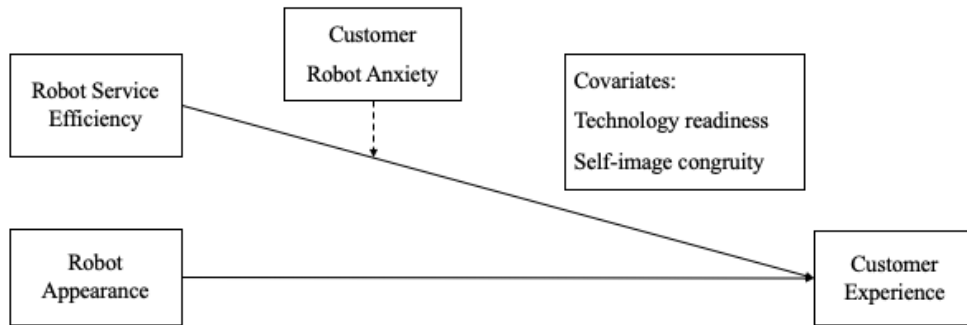 Customer
Robot Anxiety
Robot Service
Efficiency
Covariates:
Technology readiness
Self-image congruity
Robot
Appearance
Customer
Experience